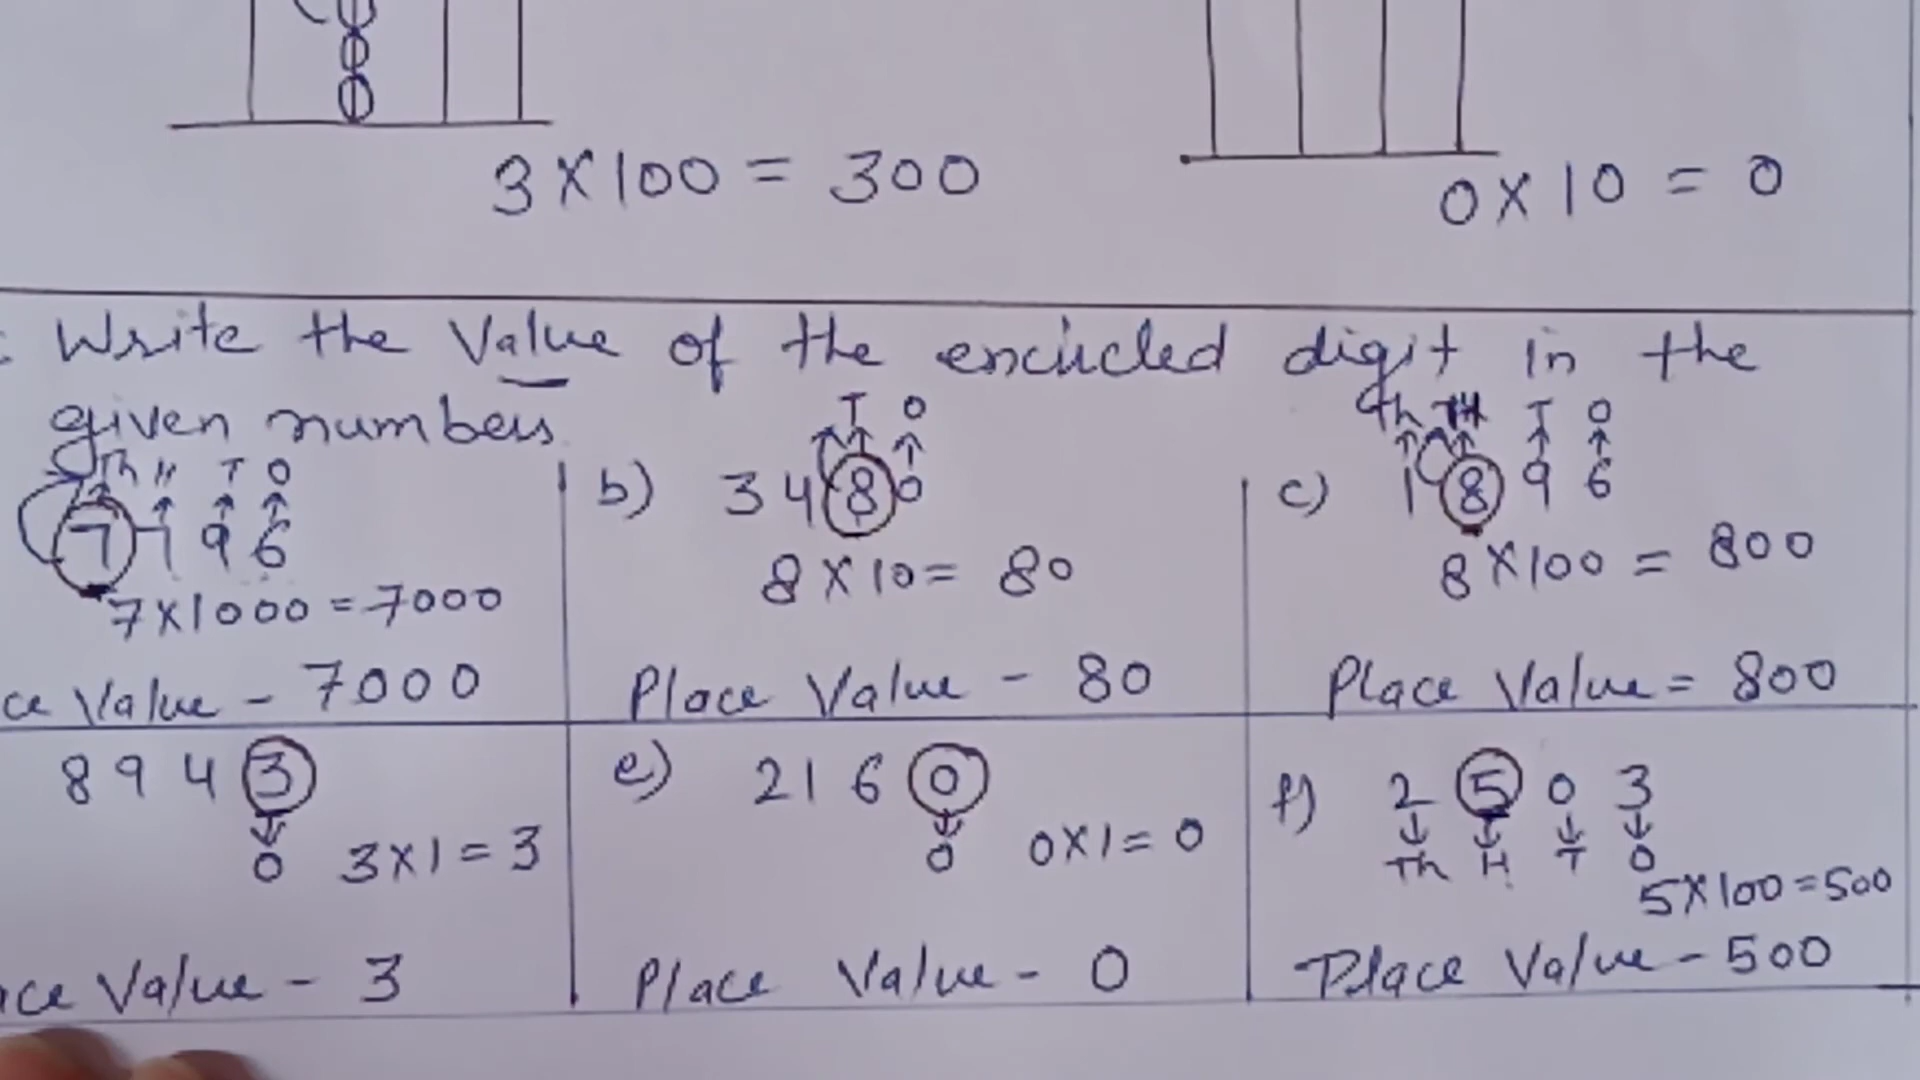 3 X 100 = 300
0 X 10 = 0
Write the Value of the encircled digit in the
given numbers
Th H T O
7 7 9 6
7 X 1000 = 7000
ce Value - 7000
T O
b) 3 4 8 0
8 X 10 = 80
Place Value - 80
Th H T O
c) 1 8 9 6
8 X 100 = 800
Place Value = 800
8 9 4 3
O 3 X 1 = 3
ace Value - 3
e) 2 1 6 0
O 0 X 1 = 0
Place Value - 0
f) 2 5 0 3
Th H T O
5 X 100 = 500
Place Value - 500